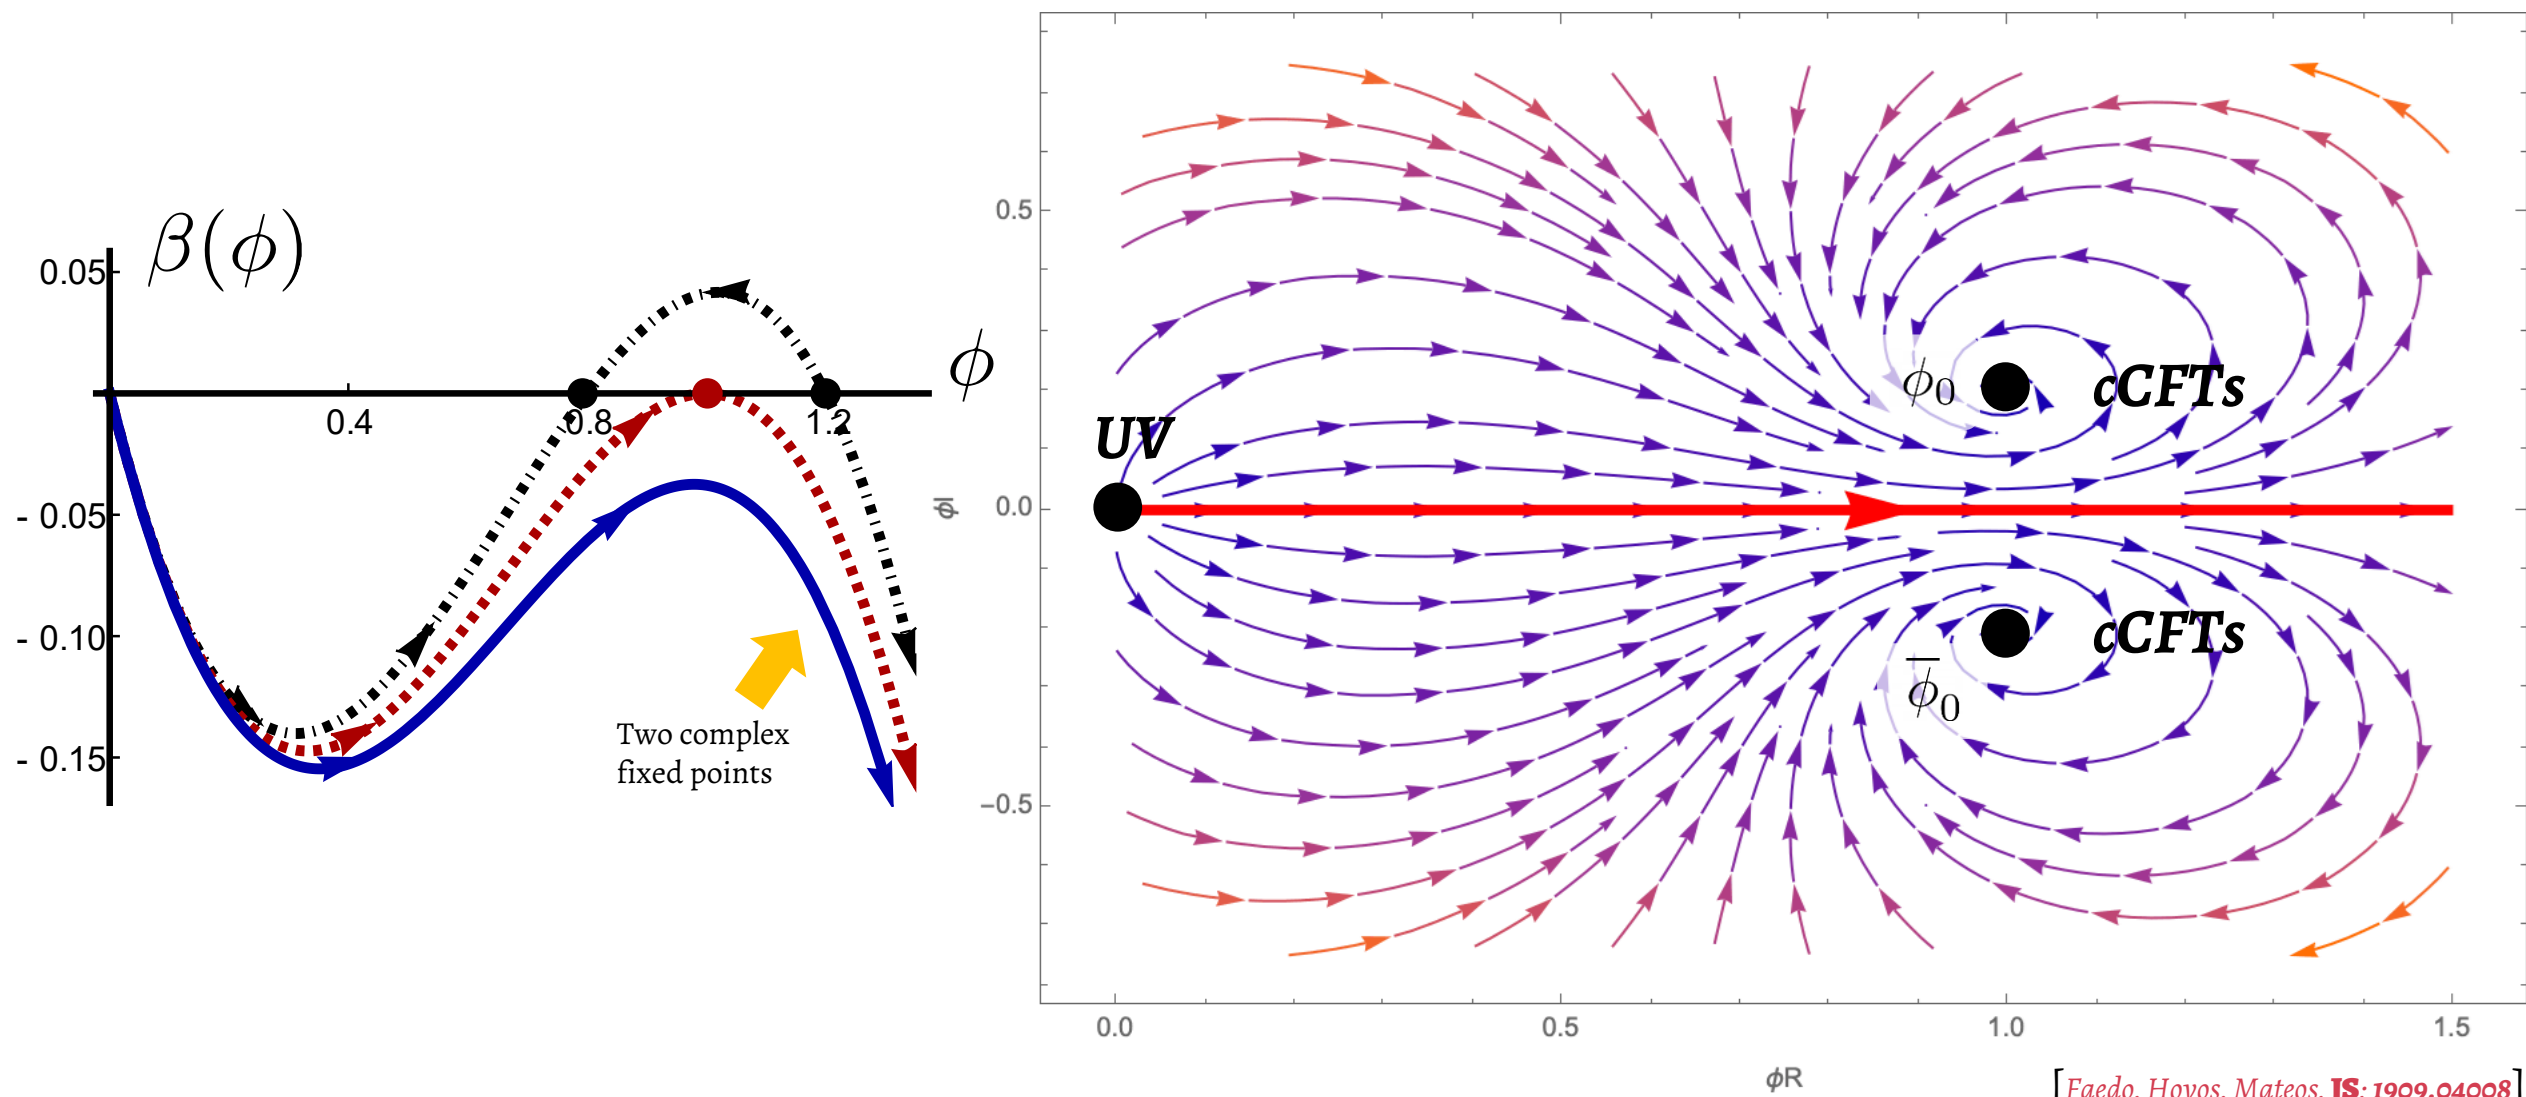 β(ϕ)
0.05
ϕ
0.4
0.8
1.2
- 0.05
- 0.10
- 0.15
Two complex
fixed points
0.5
0.0
−0.5
ϕI
UV
ϕ₀
cCFTs
cCFTs
ϕ̅₀
0.0
0.5
1.0
1.5
ϕR
[Faedo, Hoyos, Mateos, JS: 1909.04008]